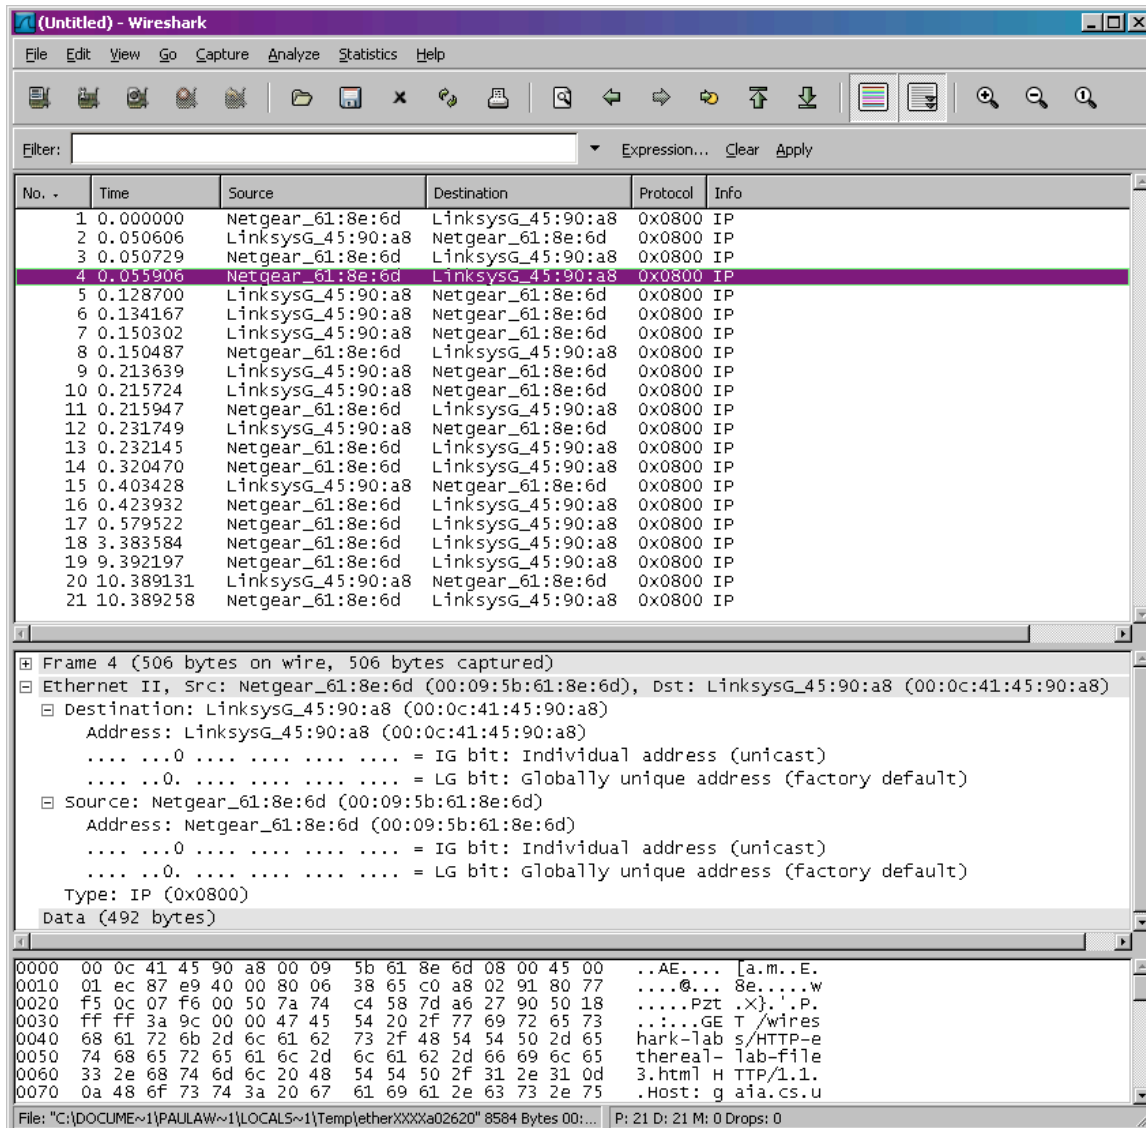 (Untitled) - Wireshark
File Edit View Go Capture Analyze Statistics Help
Filter: Expression... Clear Apply
No. Time Source Destination Protocol Info
1 0.000000 Netgear_61:8e:6d LinksysG_45:90:a8 0x0800 IP
2 0.050606 LinksysG_45:90:a8 Netgear_61:8e:6d 0x0800 IP
3 0.050729 Netgear_61:8e:6d LinksysG_45:90:a8 0x0800 IP
4 0.055906 Netgear_61:8e:6d LinksysG_45:90:a8 0x0800 IP
5 0.128700 LinksysG_45:90:a8 Netgear_61:8e:6d 0x0800 IP
6 0.134167 LinksysG_45:90:a8 Netgear_61:8e:6d 0x0800 IP
7 0.150302 LinksysG_45:90:a8 Netgear_61:8e:6d 0x0800 IP
8 0.150487 Netgear_61:8e:6d LinksysG_45:90:a8 0x0800 IP
9 0.213639 LinksysG_45:90:a8 Netgear_61:8e:6d 0x0800 IP
10 0.215724 LinksysG_45:90:a8 Netgear_61:8e:6d 0x0800 IP
11 0.215947 Netgear_61:8e:6d LinksysG_45:90:a8 0x0800 IP
12 0.231749 LinksysG_45:90:a8 Netgear_61:8e:6d 0x0800 IP
13 0.232145 Netgear_61:8e:6d LinksysG_45:90:a8 0x0800 IP
14 0.320470 Netgear_61:8e:6d LinksysG_45:90:a8 0x0800 IP
15 0.403428 LinksysG_45:90:a8 Netgear_61:8e:6d 0x0800 IP
16 0.423932 Netgear_61:8e:6d LinksysG_45:90:a8 0x0800 IP
17 0.579522 Netgear_61:8e:6d LinksysG_45:90:a8 0x0800 IP
18 3.383584 Netgear_61:8e:6d LinksysG_45:90:a8 0x0800 IP
19 9.392197 Netgear_61:8e:6d LinksysG_45:90:a8 0x0800 IP
20 10.389131 LinksysG_45:90:a8 Netgear_61:8e:6d 0x0800 IP
21 10.389258 Netgear_61:8e:6d LinksysG_45:90:a8 0x0800 IP
Frame 4 (506 bytes on wire, 506 bytes captured)
Ethernet II, Src: Netgear_61:8e:6d (00:09:5b:61:8e:6d), Dst: LinksysG_45:90:a8 (00:0c:41:45:90:a8)
Destination: LinksysG_45:90:a8 (00:0c:41:45:90:a8)
Address: LinksysG_45:90:a8 (00:0c:41:45:90:a8)
.... ...0 .... .... .... .... = IG bit: Individual address (unicast)
.... ..0. .... .... .... .... = LG bit: Globally unique address (factory default)
Source: Netgear_61:8e:6d (00:09:5b:61:8e:6d)
Address: Netgear_61:8e:6d (00:09:5b:61:8e:6d)
.... ...0 .... .... .... .... = IG bit: Individual address (unicast)
.... ..0. .... .... .... .... = LG bit: Globally unique address (factory default)
Type: IP (0x0800)
Data (492 bytes)
0000 00 0c 41 45 90 a8 00 09 5b 61 8e 6d 08 00 45 00 ..AE.... [a.m..E.
0010 01 ec 87 e9 40 00 80 06 38 65 c0 a8 02 91 80 77 ....@... 8e.....w
0020 f5 0c 07 f6 00 50 7a 74 c4 58 7d a6 27 90 50 18 .....Pzt .X}.'.P.
0030 ff ff 3a 9c 00 00 47 45 54 20 2f 77 69 72 65 73 ..:...GE T /wires
0040 68 61 72 6b 2d 6c 61 62 73 2f 48 54 54 50 2d 65 hark-lab s/HTTP-e
0050 74 68 65 72 65 61 6c 2d 6c 61 62 2d 66 69 6c 65 thereal- lab-file
0060 33 2e 68 74 6d 6c 20 48 54 54 50 2f 31 2e 31 0d 3.html H TTP/1.1.
0070 0a 48 6f 73 74 3a 20 67 61 69 61 2e 63 73 2e 75 .Host: g aia.cs.u
File: "C:\DOCUME~1\PAULAW~1\LOCALS~1\Temp\etherXXXXa02620" 8584 Bytes 00:... P: 21 D: 21 M: 0 Drops: 0